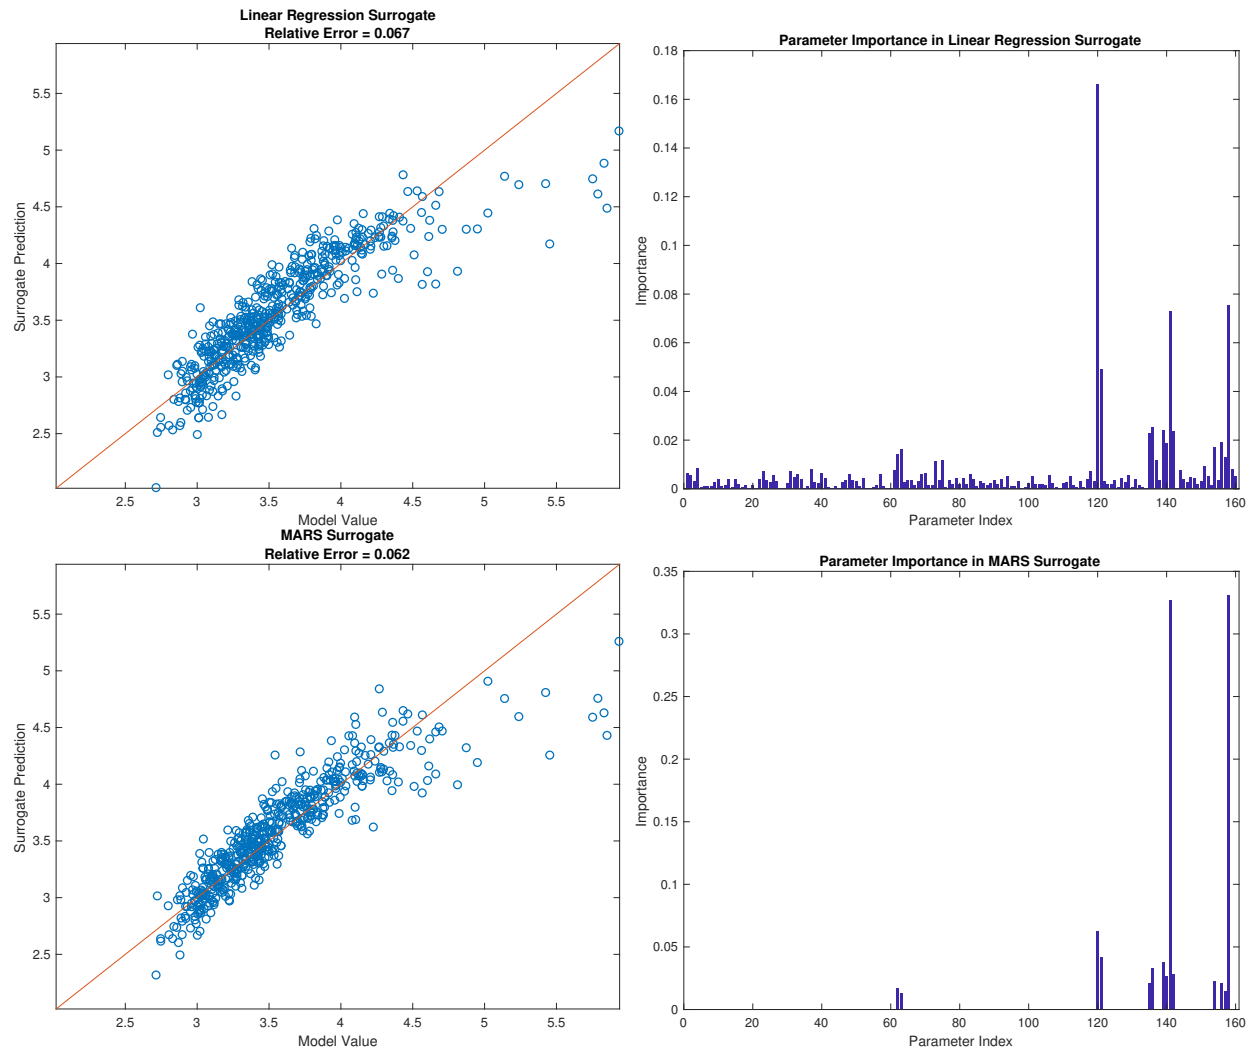 Linear Regression Surrogate
Relative Error = 0.067
5.5
5
4.5
4
3.5
3
2.5
Surrogate Prediction
2.5 3 3.5 4 4.5 5 5.5
Model Value
Parameter Importance in Linear Regression Surrogate
0.18
0.16
0.14
0.12
0.1
0.08
0.06
0.04
0.02
0
Importance
0 20 40 60 80 100 120 140 160
Parameter Index
MARS Surrogate
Relative Error = 0.062
5.5
5
4.5
4
3.5
3
2.5
Surrogate Prediction
2.5 3 3.5 4 4.5 5 5.5
Model Value
Parameter Importance in MARS Surrogate
0.35
0.3
0.25
0.2
0.15
0.1
0.05
0
Importance
0 20 40 60 80 100 120 140 160
Parameter Index